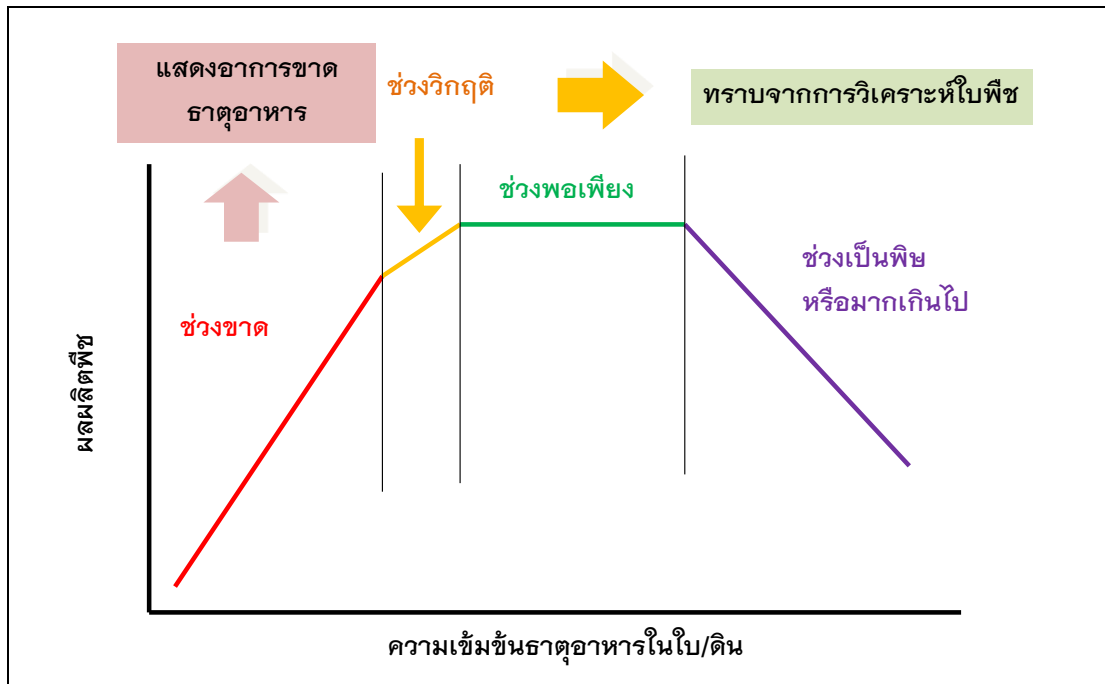 แสดงอาการขาด
ธาตุอาหาร
ช่วงวิกฤติ
ทราบจากการวิเคราะห์ใบพืช
ช่วงพอเพียง
ช่วงเป็นพิษ
หรือมากเกินไป
ช่วงขาด
ผลผลิตพืช
ความเข้มข้นธาตุอาหารในใบ/ดิน